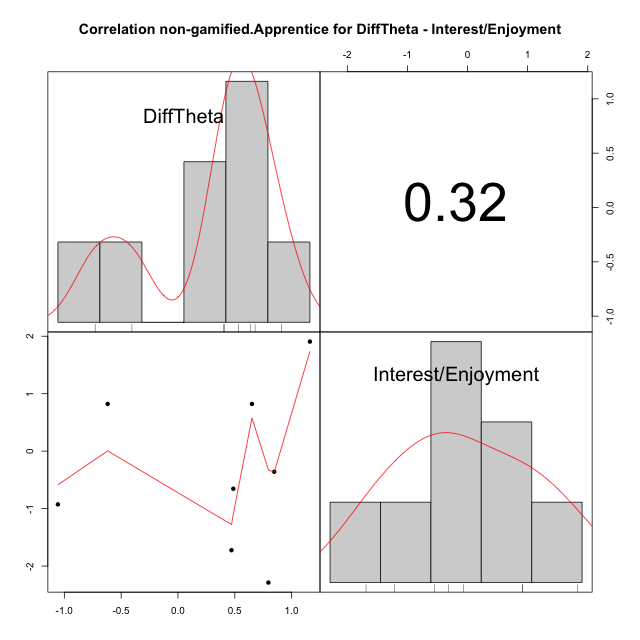 Correlation non-gamified.Apprentice for DiffTheta - Interest/Enjoyment
-2 -1 0 1 2
DiffTheta
0.32
1.0
0.5
0.0
-0.5
-1.0
Interest/Enjoyment
2
1
0
-1
-2
-1.0 -0.5 0.0 0.5 1.0